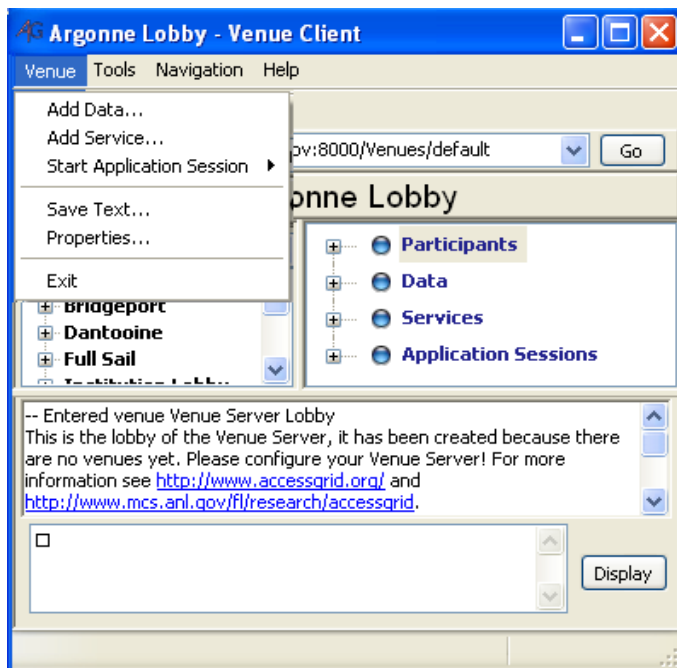 AG Argonne Lobby - Venue Client
Venue Tools Navigation Help
Add Data...
Add Service...
ov:8000/Venues/default Go
Start Application Session
onne Lobby
Save Text...
Properties...
Participants
Exit
Data
Bridgeport
Services
Dantooine
Full Sail
Application Sessions
-- Entered venue Venue Server Lobby
This is the lobby of the Venue Server, it has been created because there
are no venues yet. Please configure your Venue Server! For more
information see http://www.accessgrid.org/ and
http://www.mcs.anl.gov/fl/research/accessgrid.
Display